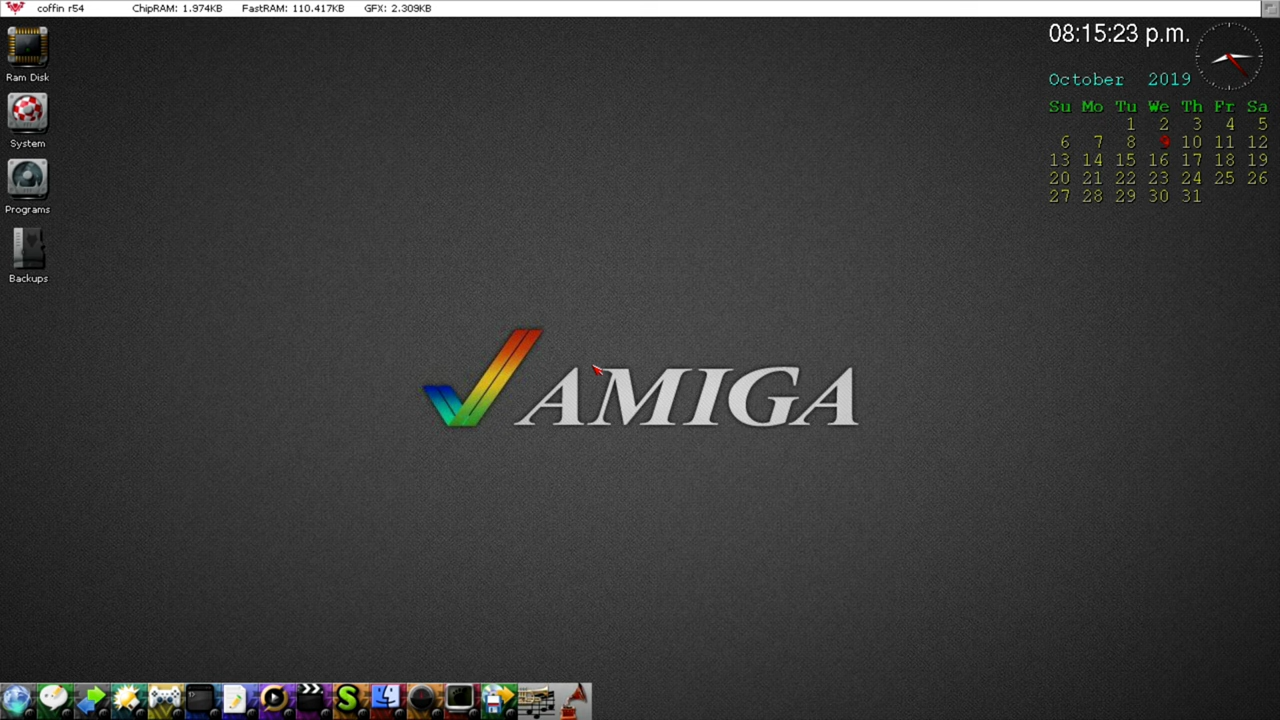 coffin r54 ChipRAM: 1.974KB FastRAM: 110.417KB GFX: 2.309KB
Ram Disk
System
Programs
Backups
08:15:23 p.m.
October 2019
Su Mo Tu We Th Fr Sa
1 2 3 4 5
6 7 8 9 10 11 12
13 14 15 16 17 18 19
20 21 22 23 24 25 26
27 28 29 30 31
AMIGA
S